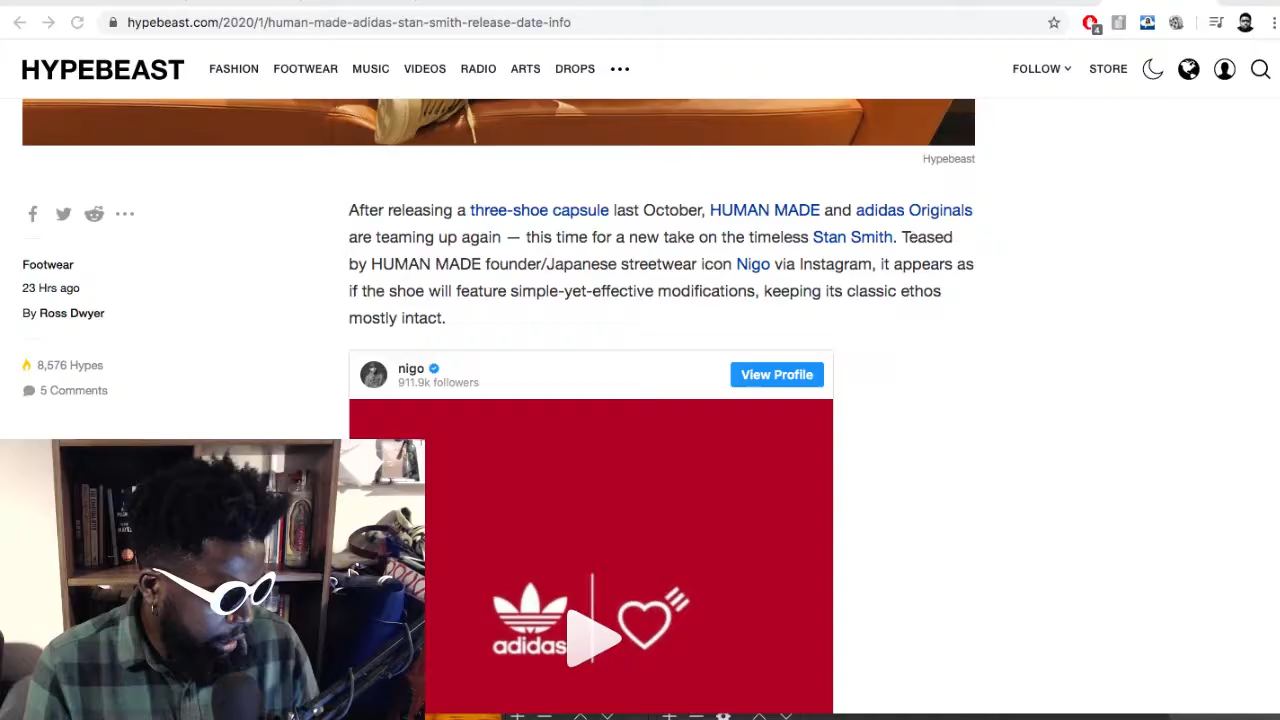 hypebeast.com/2020/1/human-made-adidas-stan-smith-release-date-info
4
HYPEBEAST FASHION FOOTWEAR MUSIC VIDEOS RADIO ARTS DROPS ••• FOLLOW STORE
Hypebeast
After releasing a three-shoe capsule last October, HUMAN MADE and adidas Originals
are teaming up again — this time for a new take on the timeless Stan Smith. Teased
by HUMAN MADE founder/Japanese streetwear icon Nigo via Instagram, it appears as
if the shoe will feature simple-yet-effective modifications, keeping its classic ethos
mostly intact.
Footwear
23 Hrs ago
By Ross Dwyer
8,576 Hypes
5 Comments
nigo
911.9k followers
View Profile
adidas